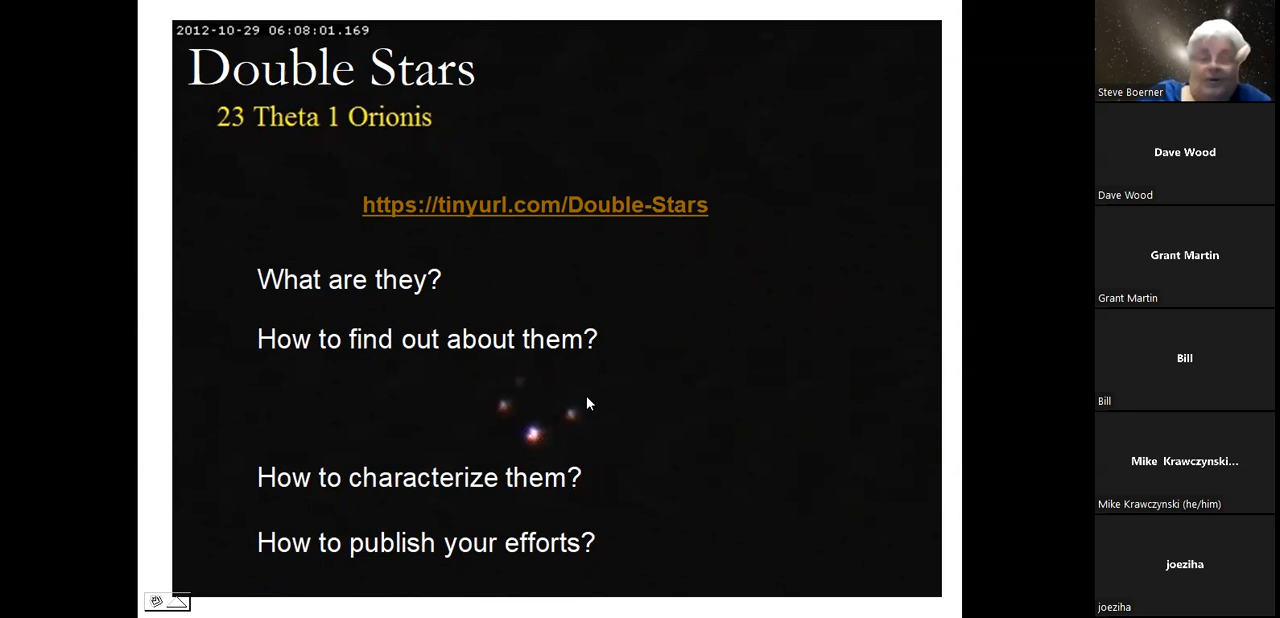 2012-10-29 06:08:01.169
Double Stars
23 Theta 1 Orionis
https://tinyurl.com/Double-Stars
What are they?
How to find out about them?
How to characterize them?
How to publish your efforts?
Steve Boerner
Dave Wood
Dave Wood
Grant Martin
Grant Martin
Bill
Bill
Mike Krawczynski...
Mike Krawczynski (he/him)
joeziha
joeziha